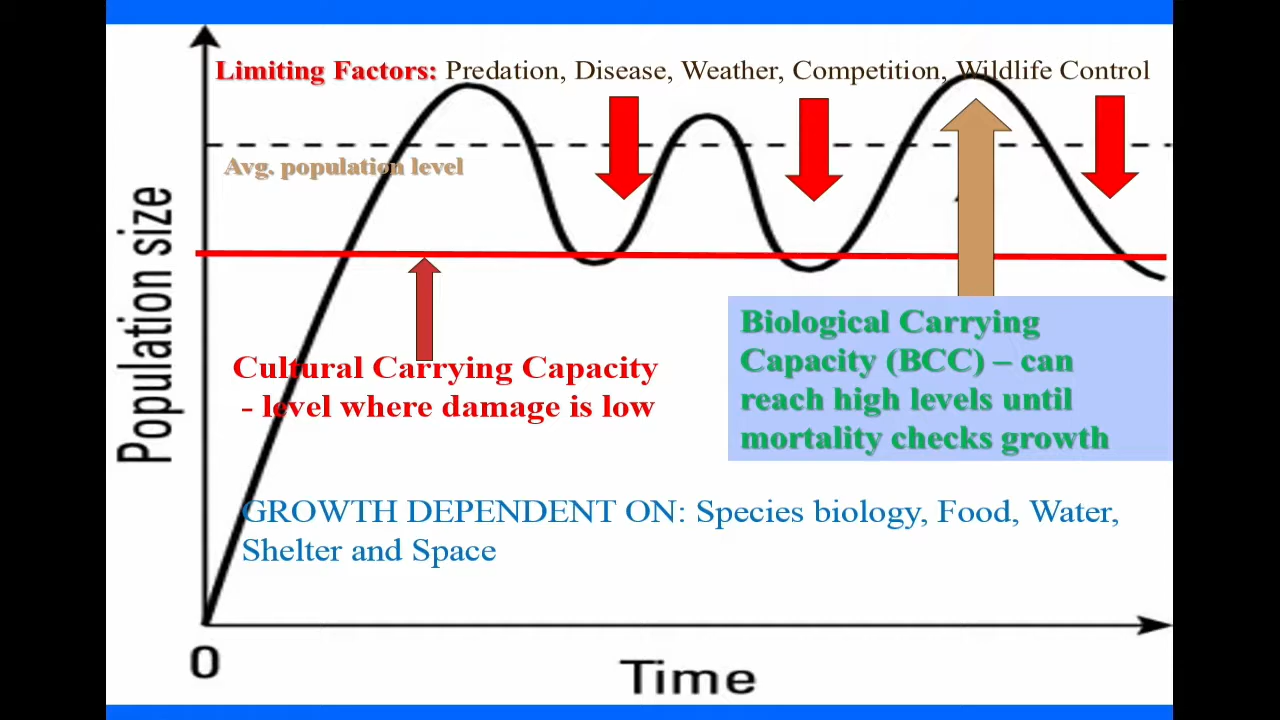 Limiting Factors: Predation, Disease, Weather, Competition, Wildlife Control
Avg. population level
Population size
Biological Carrying
Capacity (BCC) – can
reach high levels until
mortality checks growth
Cultural Carrying Capacity
- level where damage is low
GROWTH DEPENDENT ON: Species biology, Food, Water,
Shelter and Space
0
Time